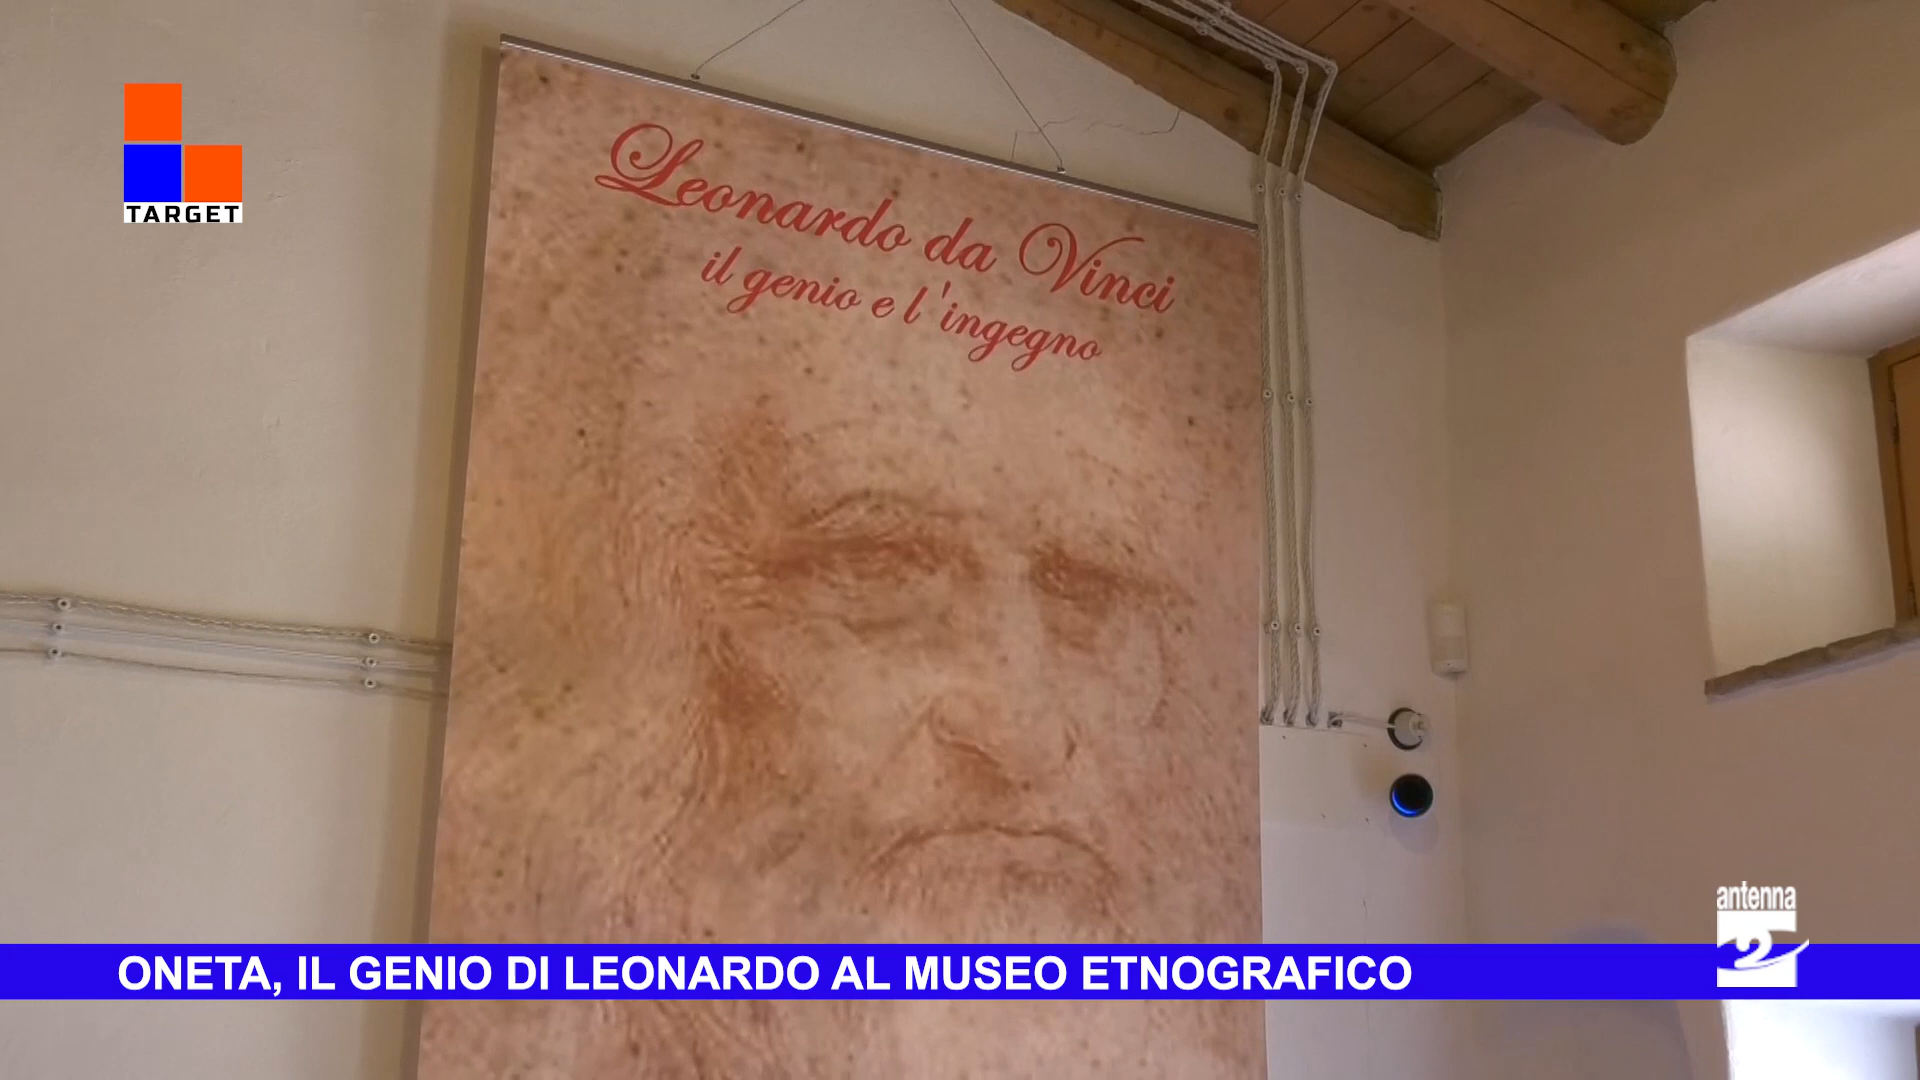 TARGET
Leonardo da Vinci
il genio e l'ingegno
antenna
2
ONETA, IL GENIO DI LEONARDO AL MUSEO ETNOGRAFICO